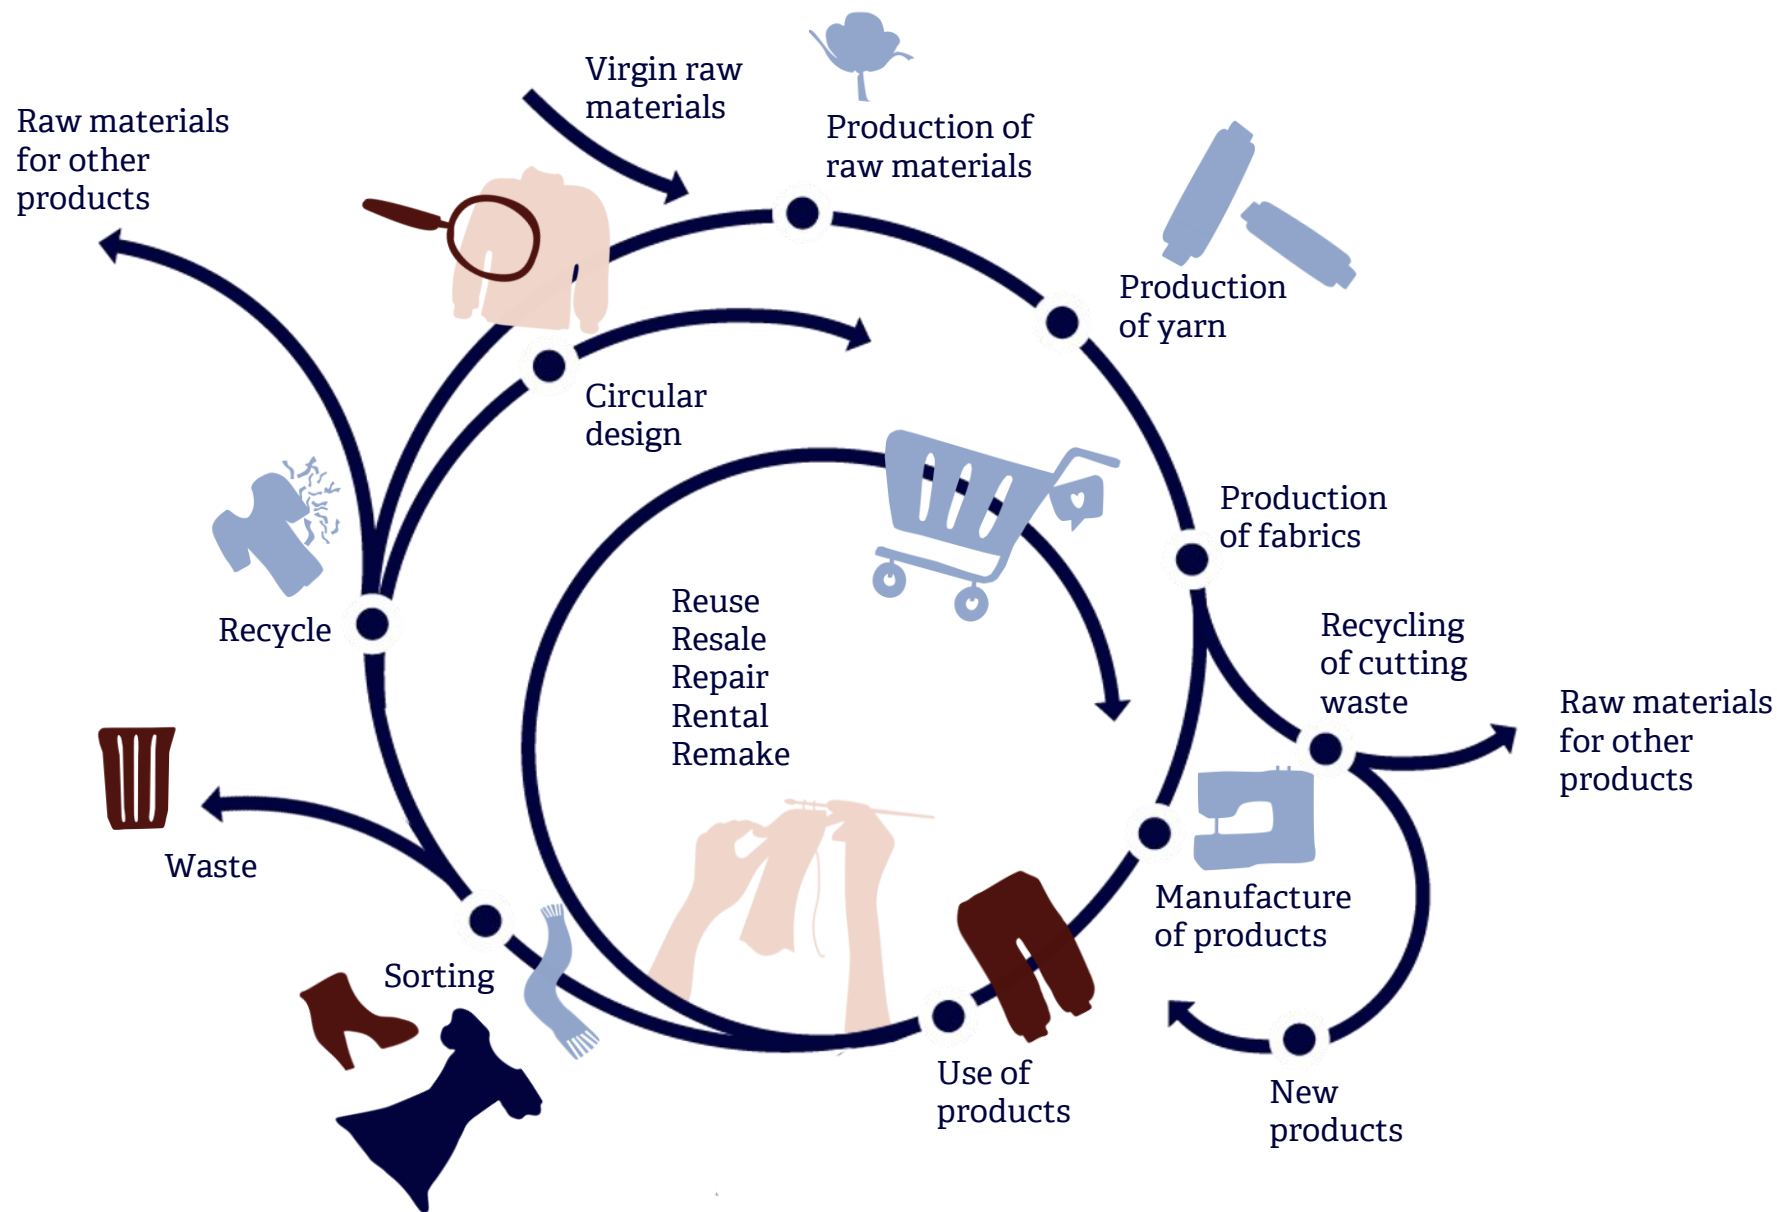 Virgin raw
materials
Raw materials
for other
products
Production of
raw materials
Production
of yarn
Circular
design
Production
of fabrics
Reuse
Resale
Repair
Rental
Remake
Recycle
Recycling
of cutting
waste
Raw materials
for other
products
Waste
Manufacture
of products
Sorting
Use of
products
New
products